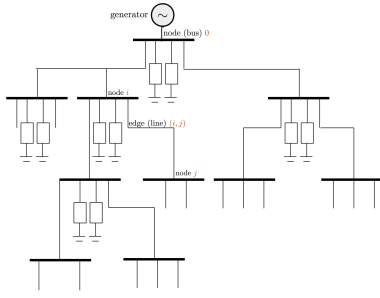 generator
node (bus) 0
node i
edge (line) (i, j)
node j